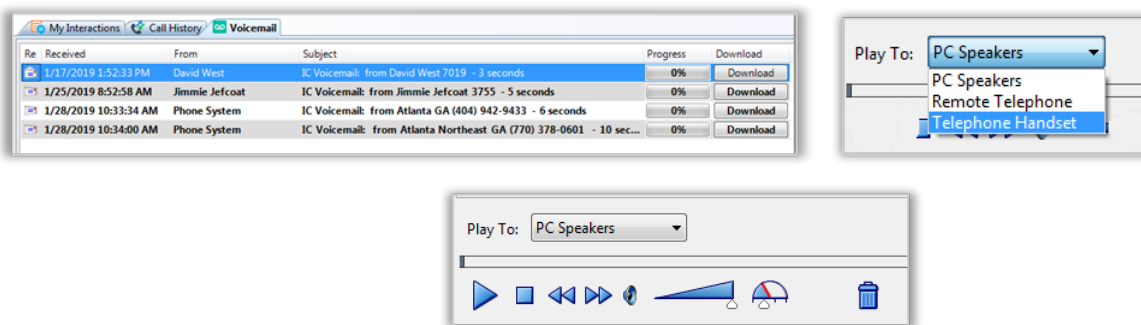 My Interactions Call History Voicemail
Re Received From Subject Progress Download
1/17/2019 1:52:33 PM David West IC Voicemail: from David West 7019 - 3 seconds 0% Download
1/25/2019 8:52:58 AM Jimmie Jefcoat IC Voicemail: from Jimmie Jefcoat 3755 - 5 seconds 0% Download
1/28/2019 10:33:34 AM Phone System IC Voicemail: from Atlanta GA (404) 942-9433 - 6 seconds 0% Download
1/28/2019 10:34:00 AM Phone System IC Voicemail: from Atlanta Northeast GA (770) 378-0601 - 10 sec... 0% Download
Play To: PC Speakers
PC Speakers
Remote Telephone
Telephone Handset
Play To: PC Speakers